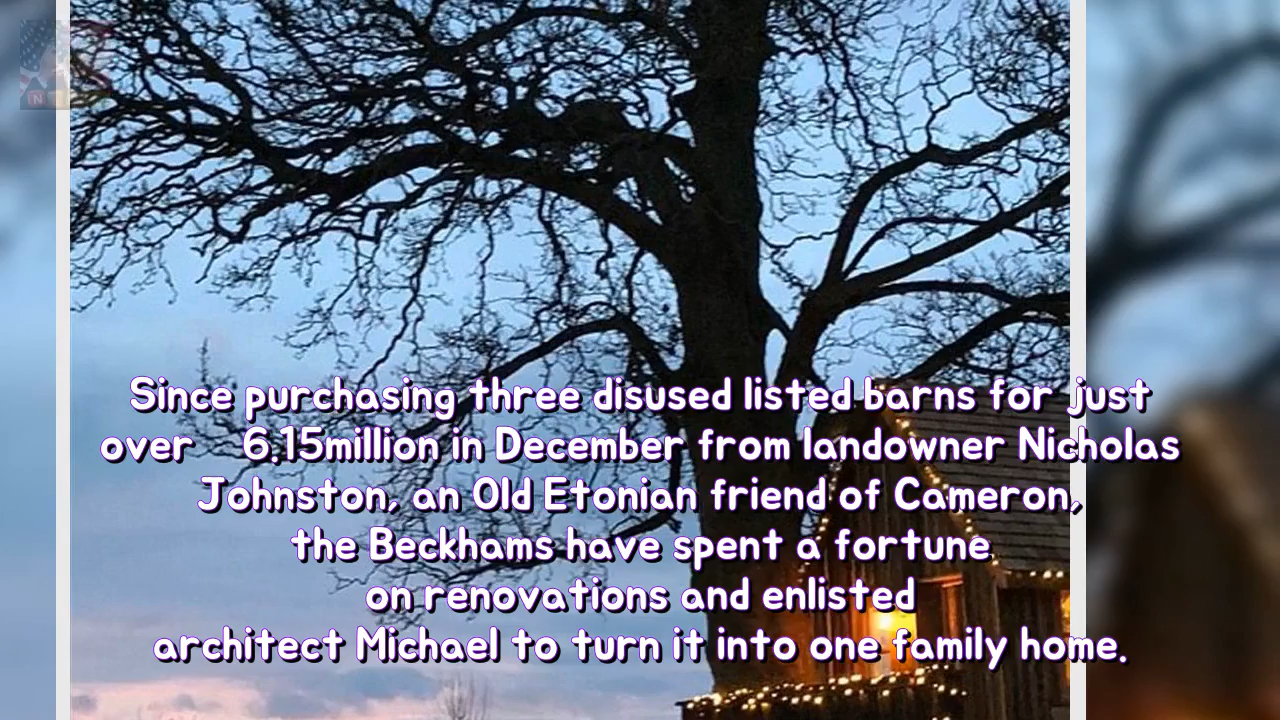 Since purchasing three disused listed barns for just
over 6.15million in December from landowner Nicholas
Johnston, an Old Etonian friend of Cameron,
the Beckhams have spent a fortune
on renovations and enlisted
architect Michael to turn it into one family home.